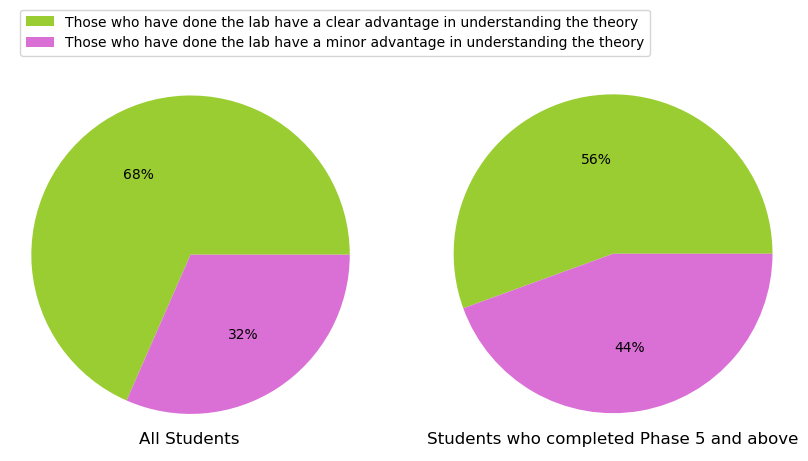 Those who have done the lab have a clear advantage in understanding the theory
Those who have done the lab have a minor advantage in understanding the theory
68%
32%
All Students
56%
44%
Students who completed Phase 5 and above